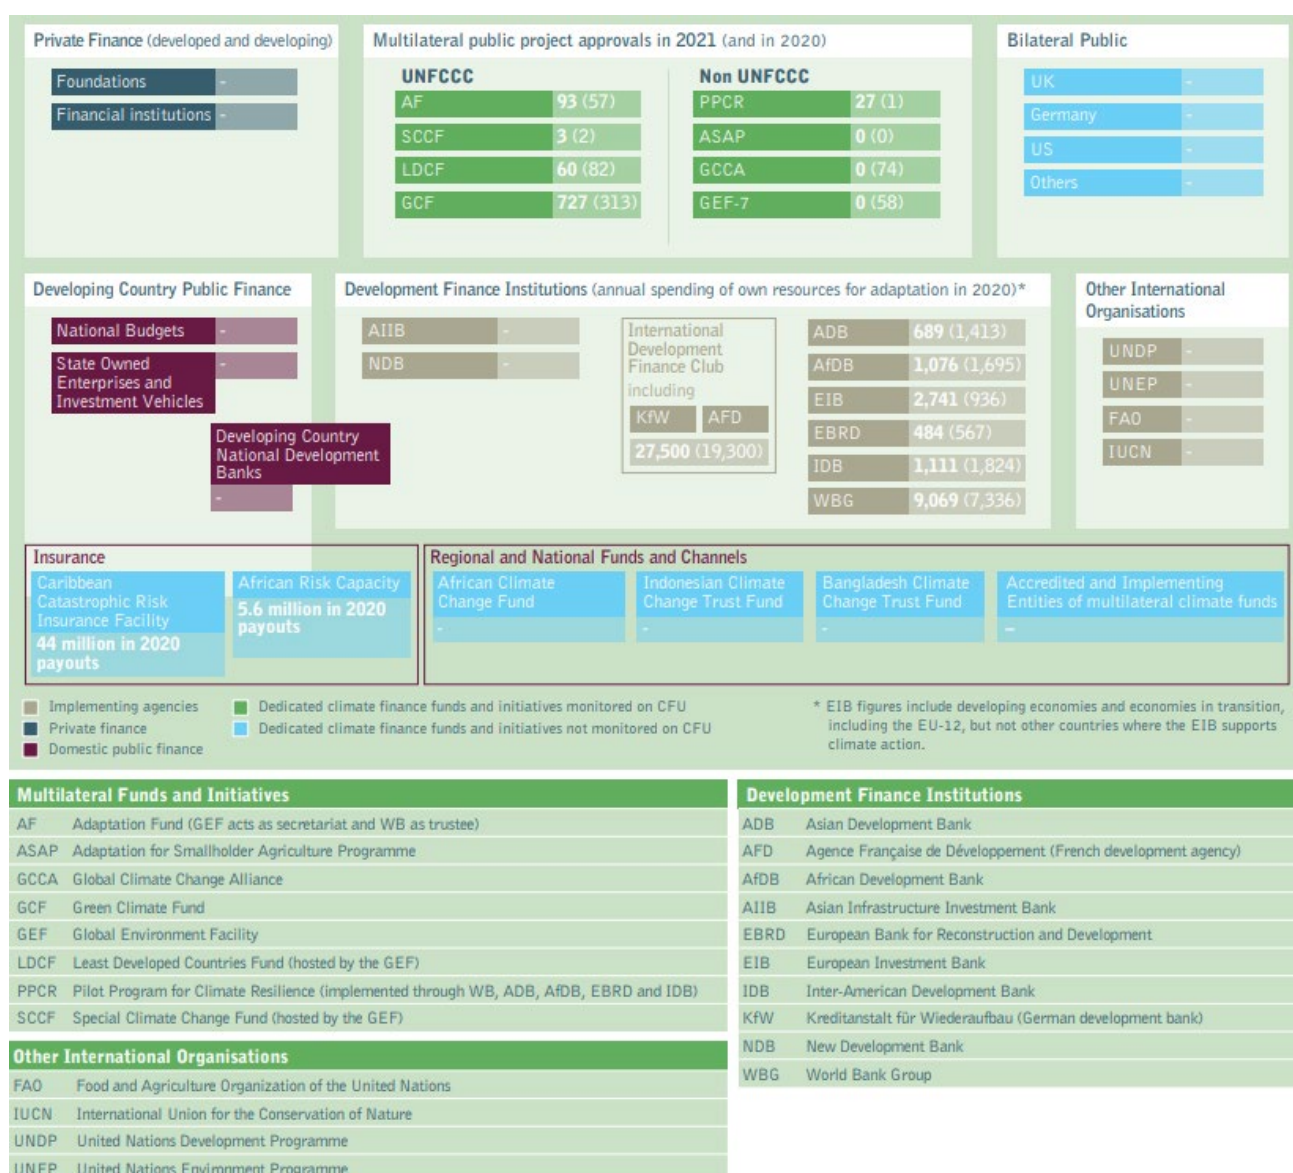 Private Finance (developed and developing)
Foundations -
Financial institutions -
Multilateral public project approvals in 2021 (and in 2020)
UNFCCC
AF 93 (57)
SCCF 3 (2)
LDCF 60 (82)
GCF 727 (313)
Non UNFCCC
PPCR 27 (1)
ASAP 0 (0)
GCCA 0 (74)
GEF-7 0 (58)
Bilateral Public
UK -
Germany -
US -
Others -
Developing Country Public Finance
National Budgets -
State Owned -
Enterprises and
Investment Vehicles
Developing Country
National Development
Banks
-
Development Finance Institutions (annual spending of own resources for adaptation in 2020)*
AIIB -
NDB -
International
Development
Finance Club
including
KfW AFD
27,500 (19,300)
ADB 689 (1,413)
AfDB 1,076 (1,695)
EIB 2,741 (936)
EBRD 484 (567)
IDB 1,111 (1,824)
WBG 9,069 (7,336)
Other International
Organisations
UNDP -
UNEP -
FAO -
IUCN -
Insurance
Caribbean
Catastrophic Risk
Insurance Facility
44 million in 2020
payouts
African Risk Capacity
5.6 million in 2020
payouts
Regional and National Funds and Channels
African Climate
Change Fund
-
Indonesian Climate
Change Trust Fund
-
Bangladesh Climate
Change Trust Fund
-
Accredited and Implementing
Entities of multilateral climate funds
–
Implementing agencies
Private finance
Domestic public finance
Dedicated climate finance funds and initiatives monitored on CFU
Dedicated climate finance funds and initiatives not monitored on CFU
* EIB figures include developing economies and economies in transition,
including the EU-12, but not other countries where the EIB supports
climate action.
Multilateral Funds and Initiatives
AF Adaptation Fund (GEF acts as secretariat and WB as trustee)
ASAP Adaptation for Smallholder Agriculture Programme
GCCA Global Climate Change Alliance
GCF Green Climate Fund
GEF Global Environment Facility
LDCF Least Developed Countries Fund (hosted by the GEF)
PPCR Pilot Program for Climate Resilience (implemented through WB, ADB, AfDB, EBRD and IDB)
SCCF Special Climate Change Fund (hosted by the GEF)
Other International Organisations
FAO Food and Agriculture Organization of the United Nations
IUCN International Union for the Conservation of Nature
UNDP United Nations Development Programme
UNEP United Nations Environment Programme
Development Finance Institutions
ADB Asian Development Bank
AFD Agence Française de Développement (French development agency)
AfDB African Development Bank
AIIB Asian Infrastructure Investment Bank
EBRD European Bank for Reconstruction and Development
EIB European Investment Bank
IDB Inter-American Development Bank
KfW Kreditanstalt für Wiederaufbau (German development bank)
NDB New Development Bank
WBG World Bank Group